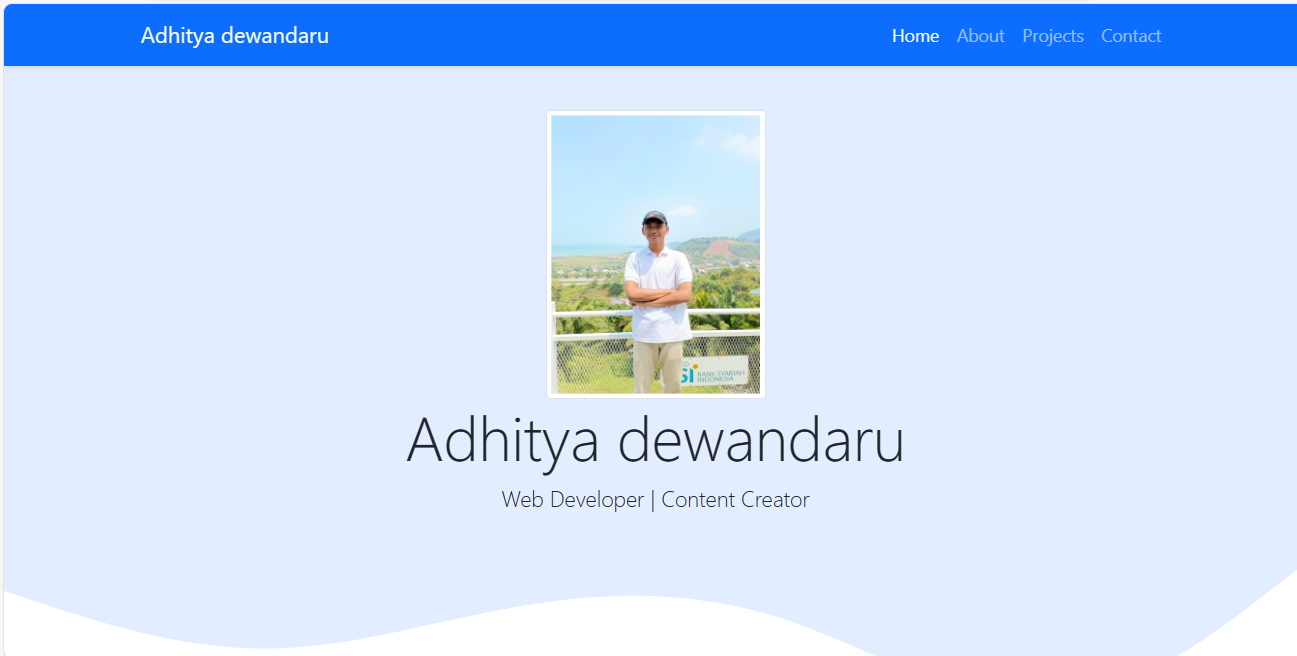 Adhitya dewandaru
Home About Projects Contact
BANK SYARIAH
INDONESIA
Adhitya dewandaru
Web Developer | Content Creator